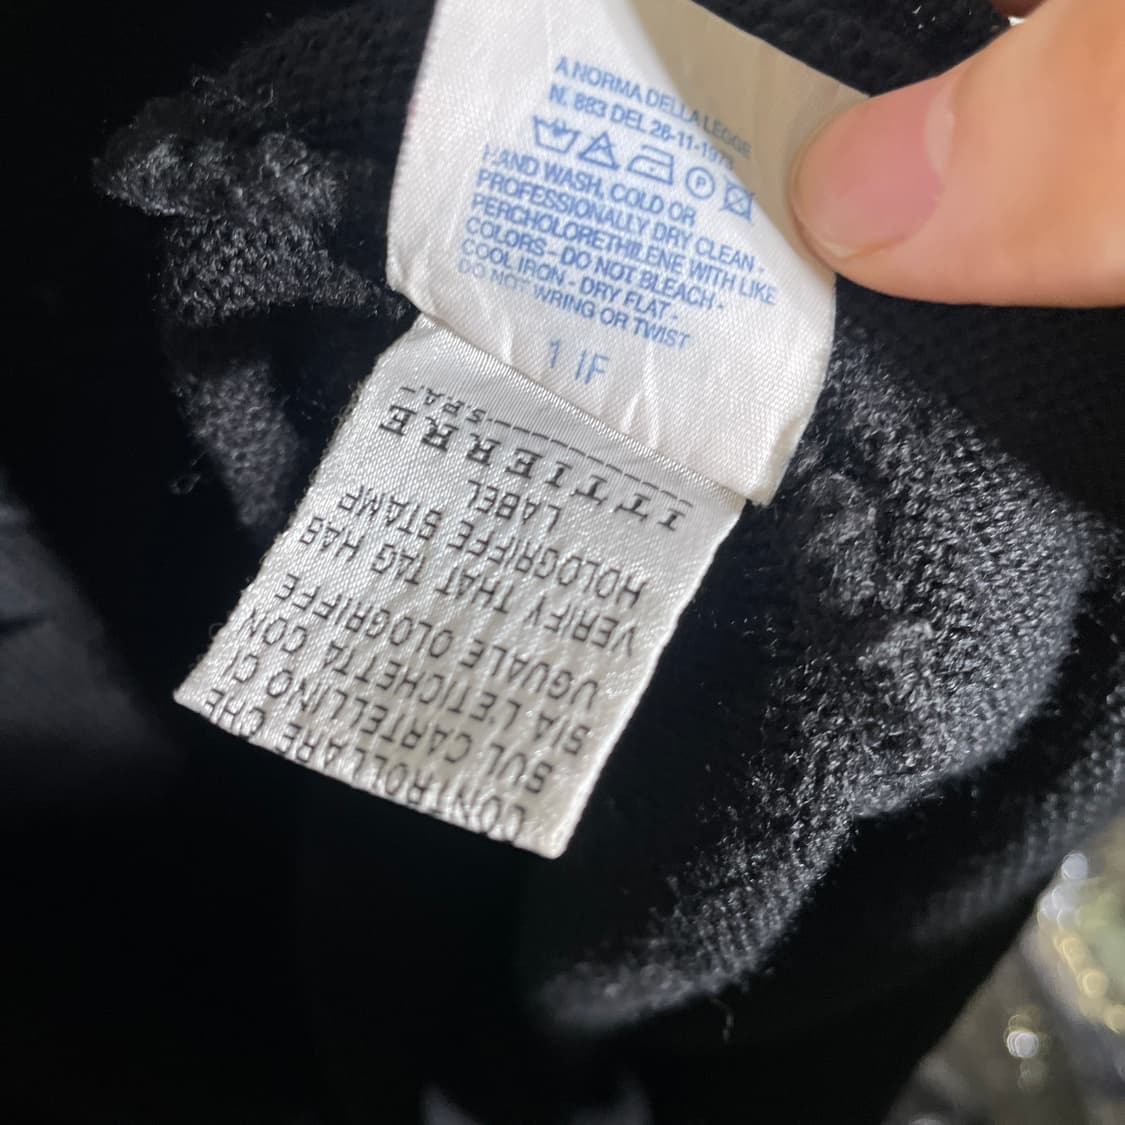 A NORMA DELLA LEGGE
N. 883 DEL 26-11-1973
P
HAND WASH, COLD OR
PROFESSIONALLY DRY CLEAN -
PERCHOLORETHILENE WITH LIKE
COLORS - DO NOT BLEACH -
COOL IRON - DRY FLAT -
DO NOT WRING OR TWIST
1 IF
CONTROLLARE CHE
SUL CARTELLINO CI
SIA L'ETICHETTA CON
UGUALE OLOGRIFFE
VERIFY THAT TAG HAS
HOLOGRIFFE STAMP
LABEL
ITTIERRE
S.P.A.